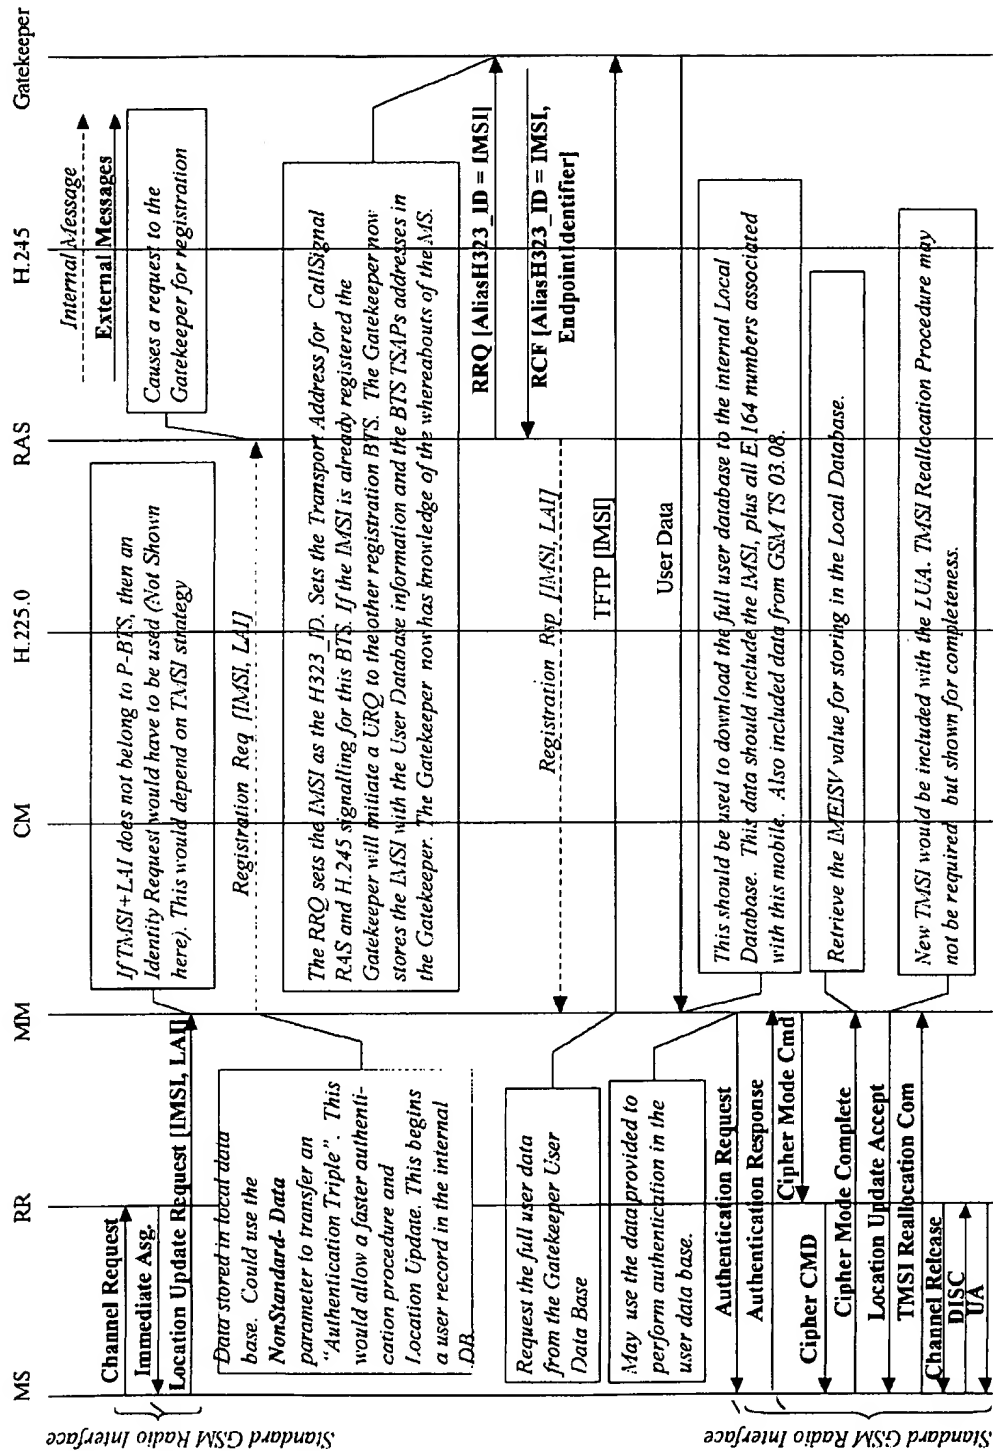 MS
RR
MM
CM
H.225.0
RAS
H.245
Gatekeeper
Internal Message
External Messages
Standard GSM Radio Interface
Channel Request
Immediate Asg.
Location Update Request [IMSI, LAI]
If TMSI+LAI does not belong to P-BTS, then an
Identity Request would have to be used (Not Shown
here). This would depend on TMSI strategy
Causes a request to the
Gatekeeper for registration
Registration Req [IMSI, LAI]
Data stored in local data
base. Could use the
NonStandard-Data
parameter to transfer an
“Authentication Triple”. This
would allow a faster authenti-
cation procedure and
Location Update. This begins
a user record in the internal
DB.
The RRQ sets the IMSI as the H323_ID. Sets the Transport Address for CallSignal
RAS and H.245 signalling for this BTS. If the IMSI is already registered the
Gatekeeper will initiate a URQ to the other registration BTS. The Gatekeeper now
stores the IMSI with the User Database information and the BTS TSAPs addresses in
the Gatekeeper. The Gatekeeper now has knowledge of the whereabouts of the MS.
RRQ [AliasH323_ID = IMSI]
RCF [AliasH323_ID = IMSI,
EndpointIdentifier]
Registration Rsp [IMSI, LAI]
TFTP [IMSI]
Request the full user data
from the Gatekeeper User
Data Base
User Data
May use the data provided to
perform authentication in the
user data base.
This should be used to download the full user database to the internal Local
Database. This data should include the IMSI, plus all E.164 numbers associated
with this mobile. Also included data from GSM TS 03.08.
Standard GSM Radio Interface
Authentication Request
Authentication Response
Cipher Mode Cmd
Cipher CMD
Cipher Mode Complete
Retrieve the IMEISV value for storing in the Local Database.
Location Update Accept
TMSI Reallocation Com
New TMSI would be included with the LUA. TMSI Reallocation Procedure may
not be required but shown for completeness.
Channel Release
DISC
UA